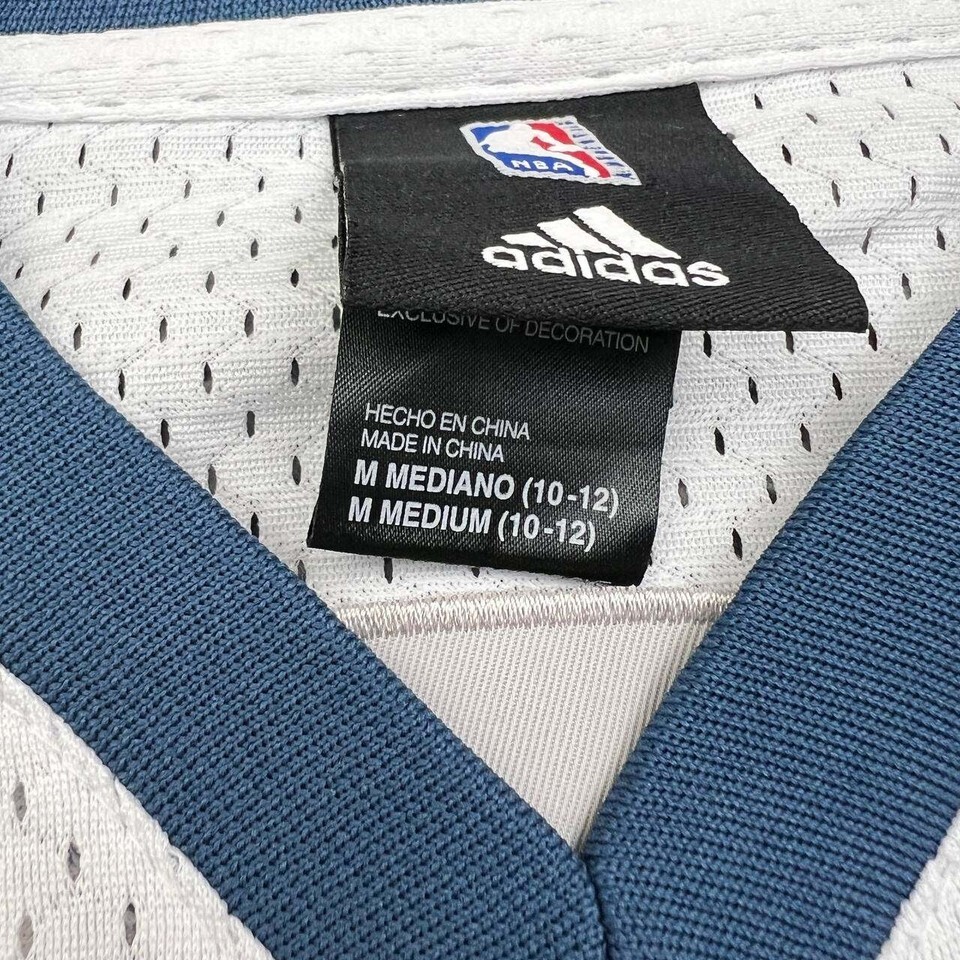 NBA
adidas
EXCLUSIVE OF DECORATION
HECHO EN CHINA
MADE IN CHINA
M MEDIANO (10-12)
M MEDIUM (10-12)